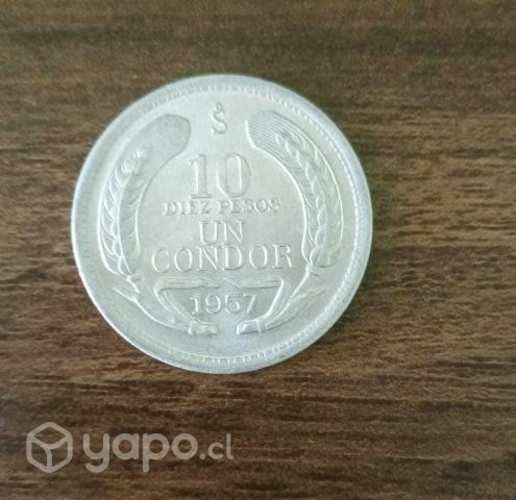 $
10
DIEZ PESOS
UN
CONDOR
1957
yapo.cl